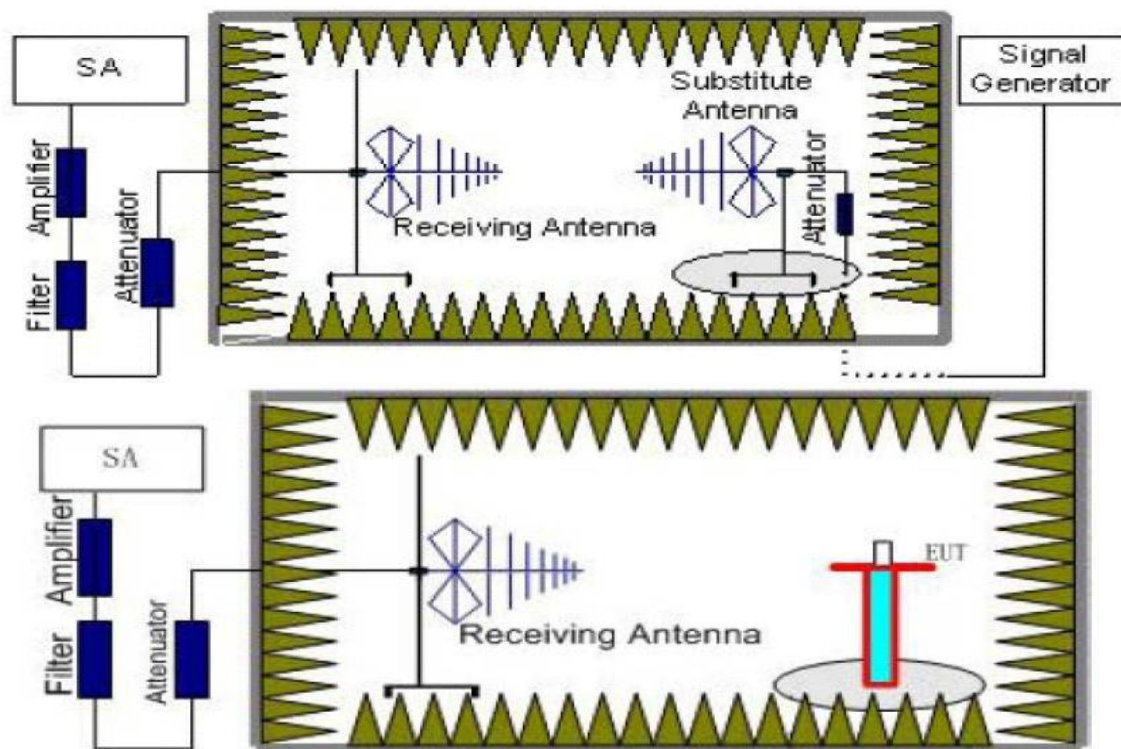 SA
Signal
Generator
Substitute
Antenna
Amplifier
Attenuator
Filter
Receiving Antenna
Attenuator
SA
Amplifier
Filter
Attenuator
Receiving Antenna
EUT